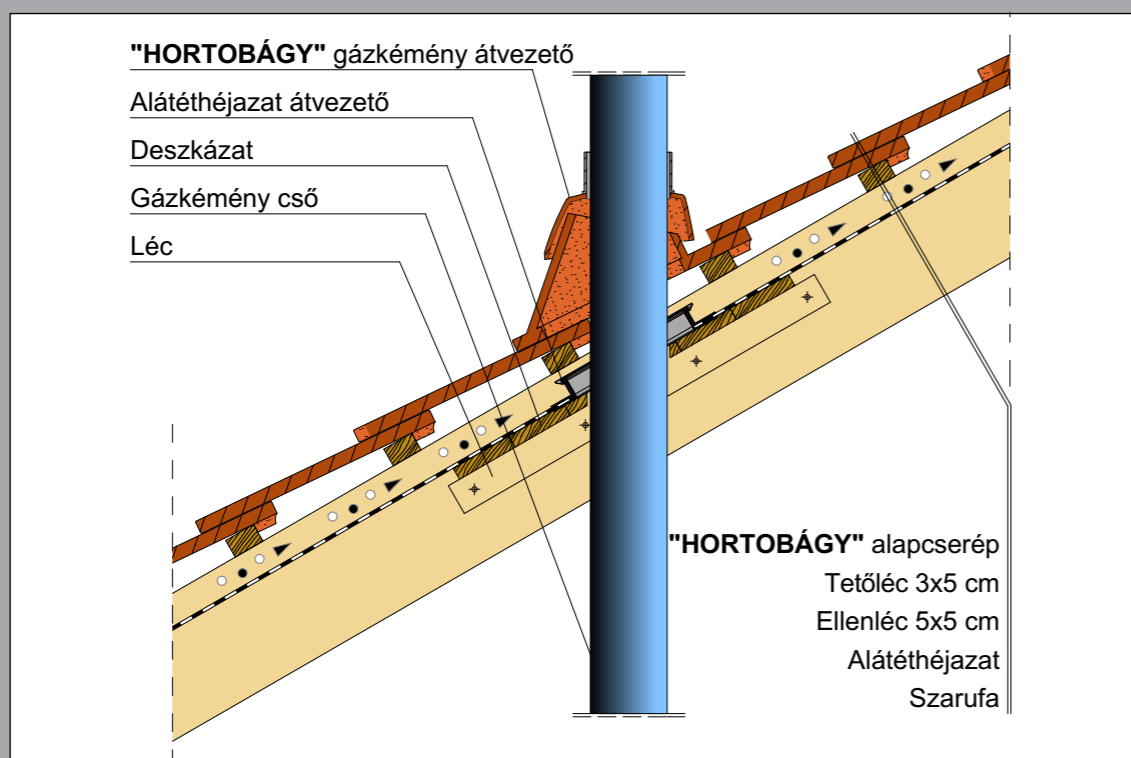 "HORTOBÁGY" gázkémény átvezető
Alátéthéjazat átvezető
Deszkázat
Gázkémény cső
Léc
"HORTOBÁGY" alapcserép
Tetőléc 3x5 cm
Ellenléc 5x5 cm
Alátéthéjazat
Szarufa